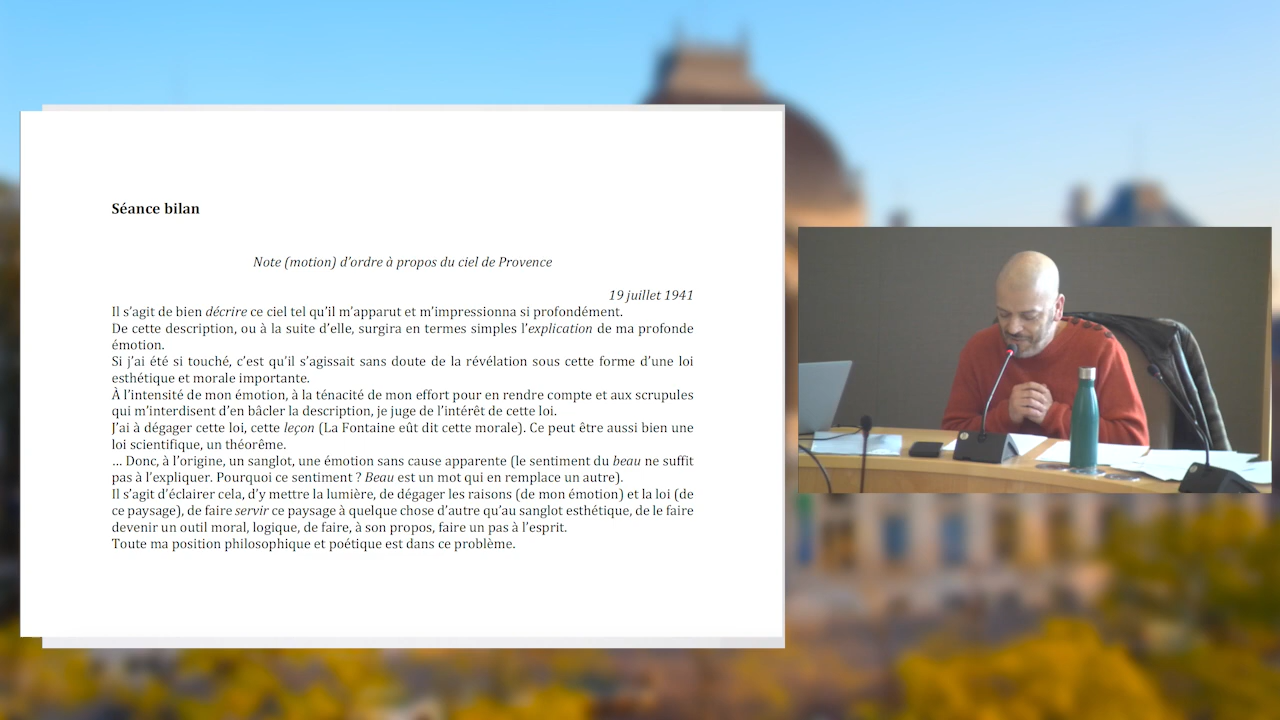 Séance bilan
Note (motion) d’ordre à propos du ciel de Provence
19 juillet 1941
Il s’agit de bien décrire ce ciel tel qu’il m’apparut et m’impressionna si profondément.
De cette description, ou à la suite d’elle, surgira en termes simples l’explication de ma profonde
émotion.
Si j’ai été si touché, c’est qu’il s’agissait sans doute de la révélation sous cette forme d’une loi
esthétique et morale importante.
À l’intensité de mon émotion, à la ténacité de mon effort pour en rendre compte et aux scrupules
qui m’interdisent d’en bâcler la description, je juge de l’intérêt de cette loi.
J’ai à dégager cette loi, cette leçon (La Fontaine eût dit cette morale). Ce peut être aussi bien une
loi scientifique, un théorême.
... Donc, à l’origine, un sanglot, une émotion sans cause apparente (le sentiment du beau ne suffit
pas à l’expliquer. Pourquoi ce sentiment ? Beau est un mot qui en remplace un autre).
Il s’agit d’éclairer cela, d’y mettre la lumière, de dégager les raisons (de mon émotion) et la loi (de
ce paysage), de faire servir ce paysage à quelque chose d’autre qu’au sanglot esthétique, de le faire
devenir un outil moral, logique, de faire, à son propos, faire un pas à l’esprit.
Toute ma position philosophique et poétique est dans ce problème.